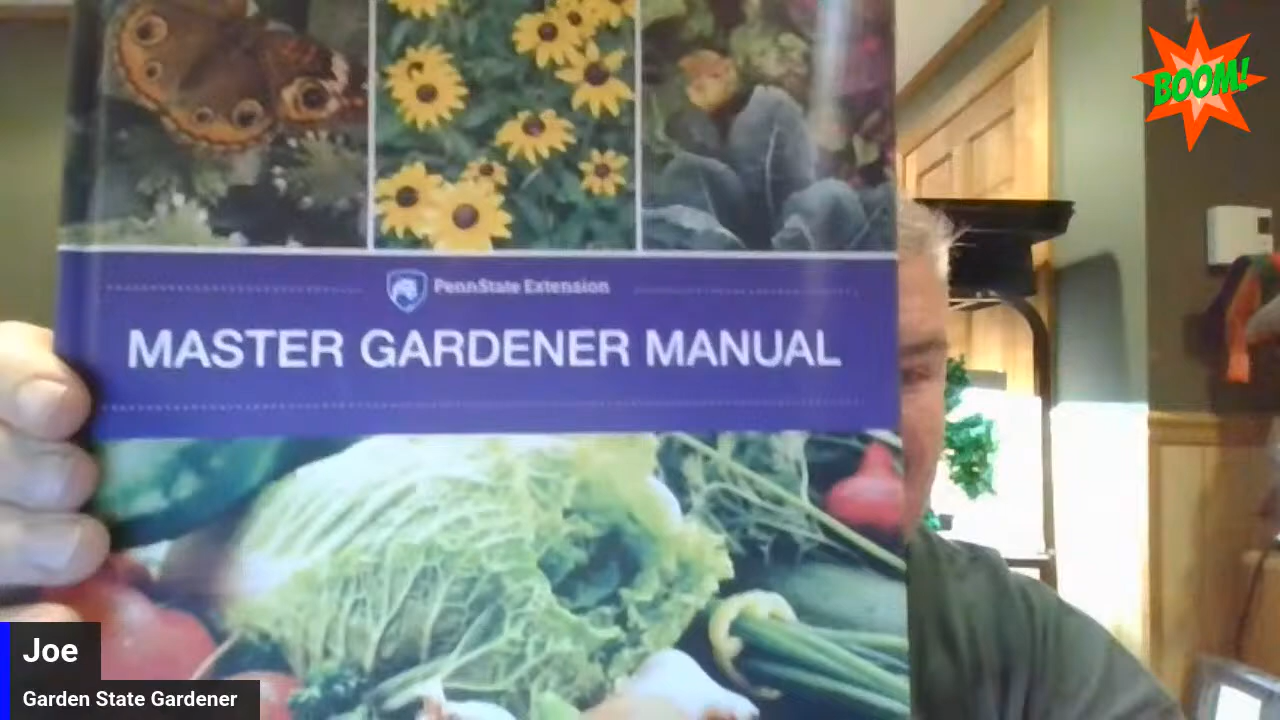 BOOM!
PennState Extension
MASTER GARDENER MANUAL
Joe
Garden State Gardener